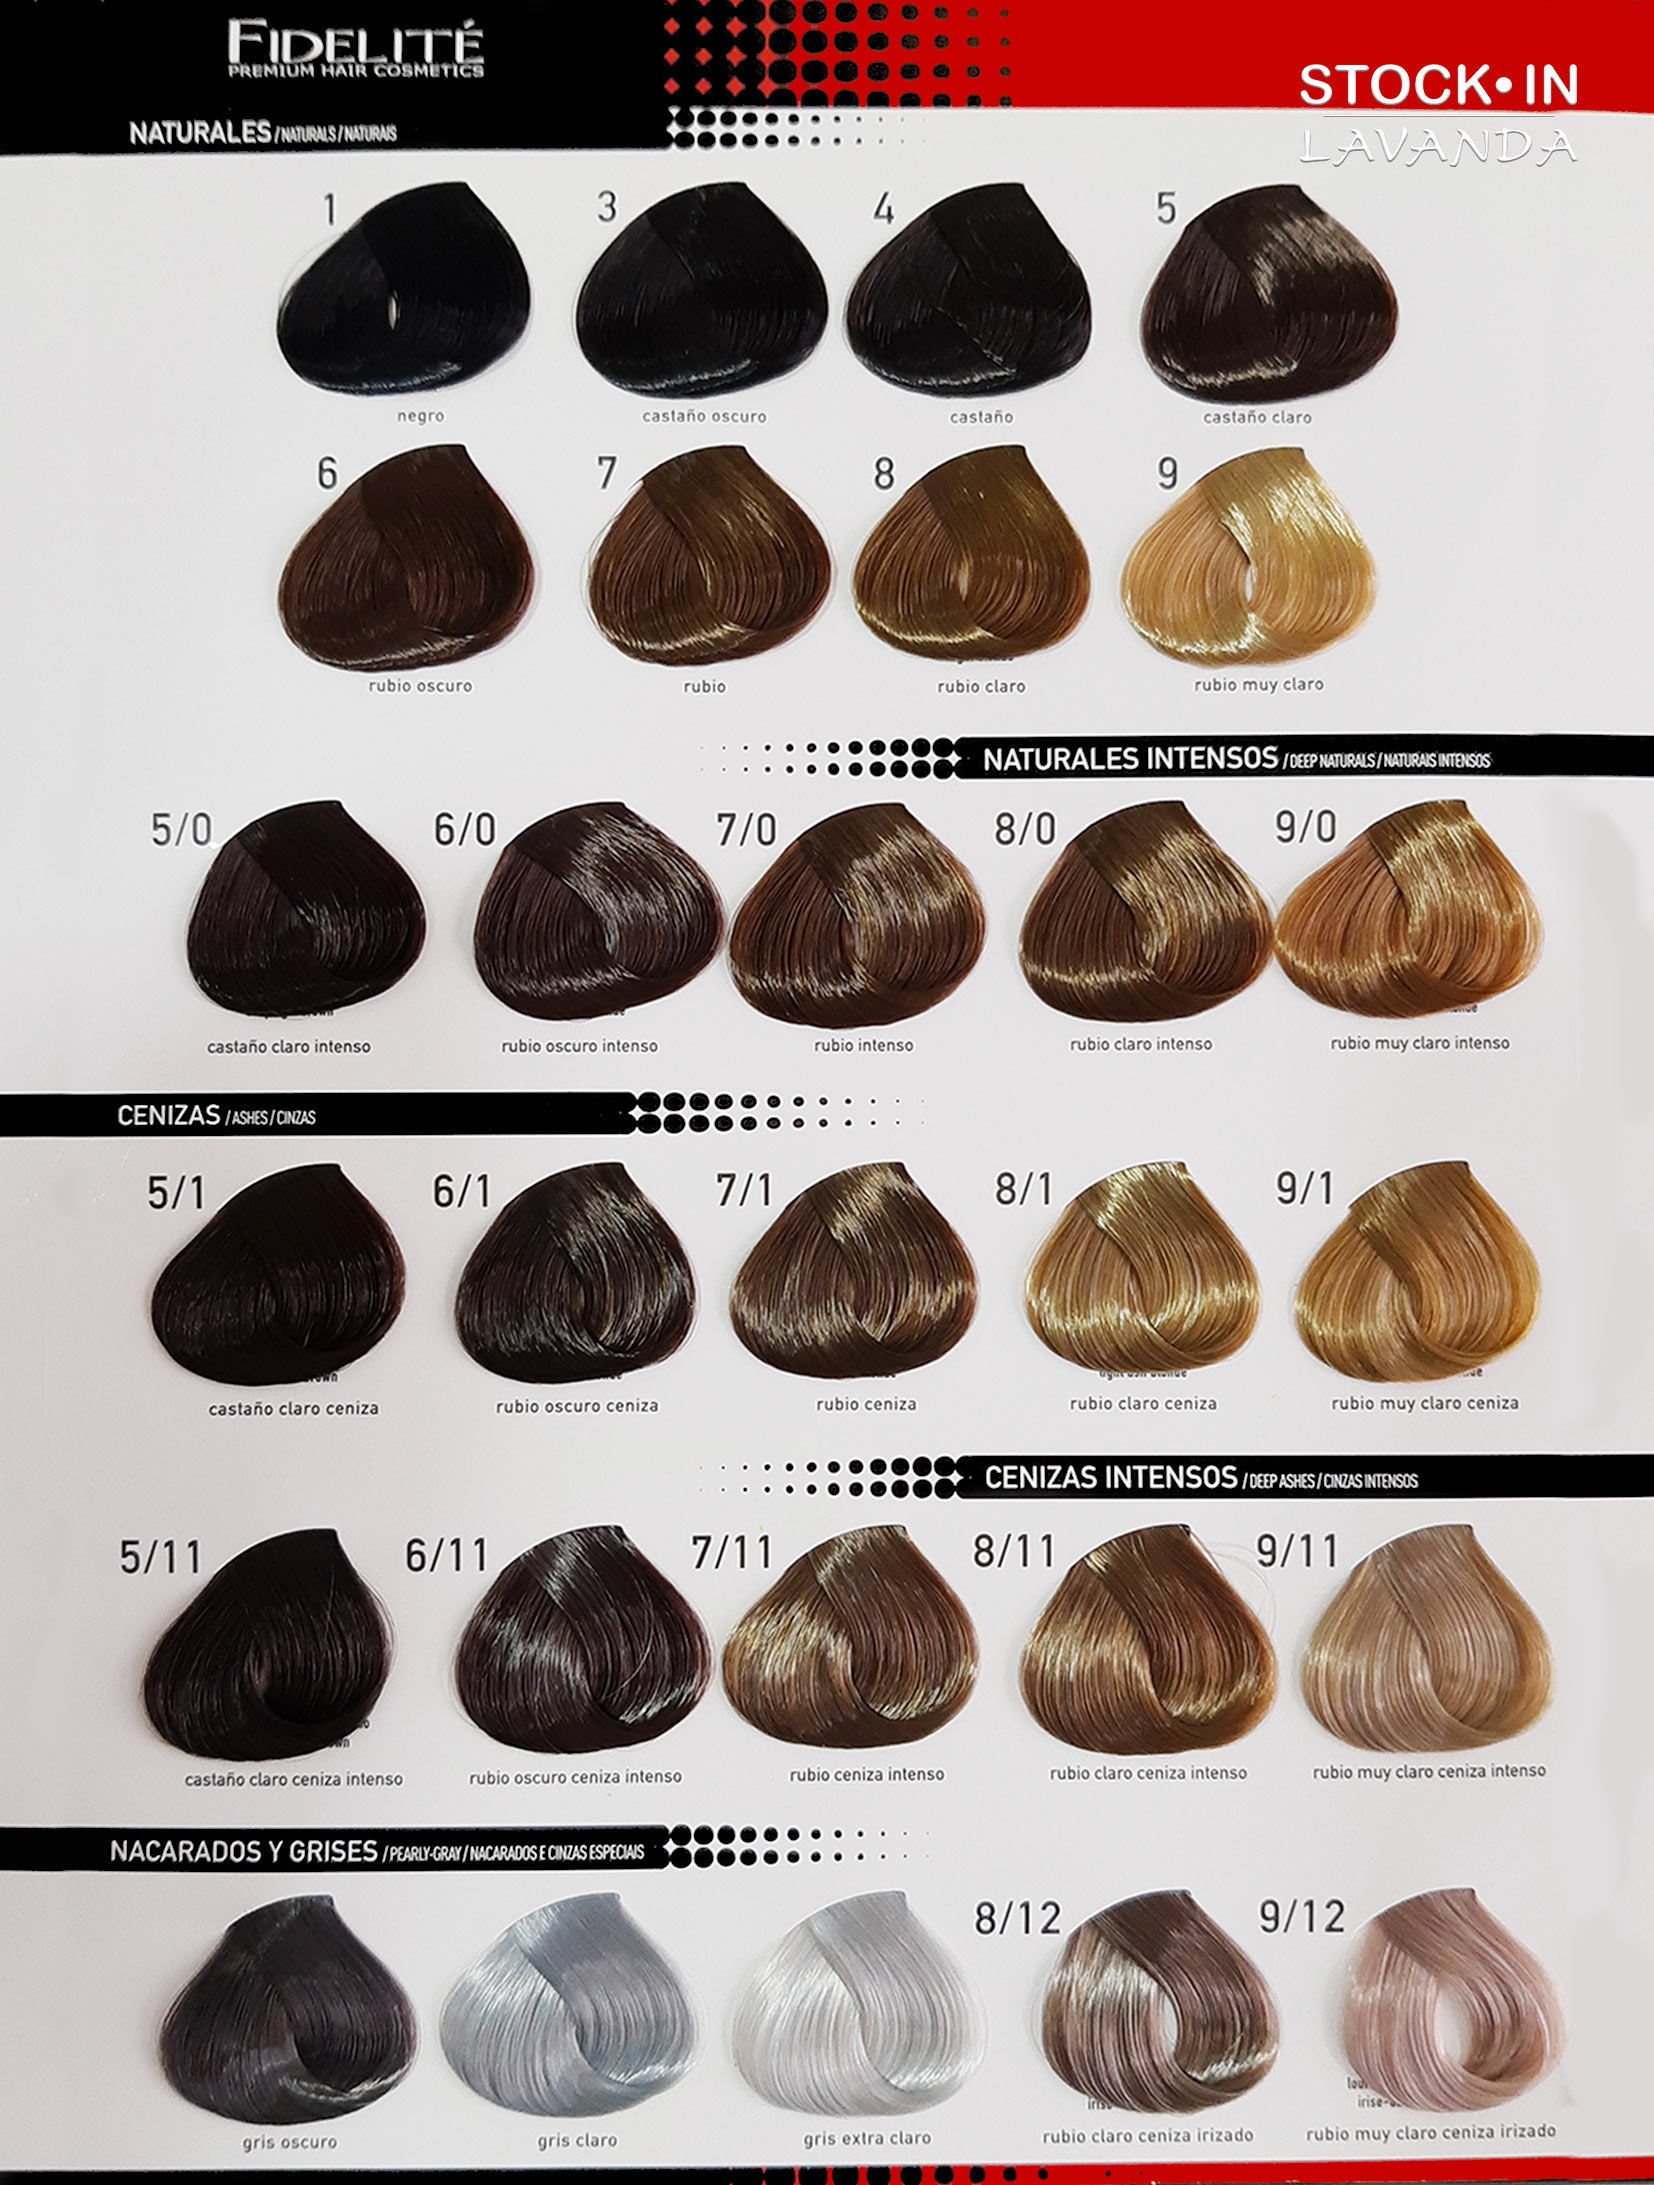 FIDELITÉ
PREMIUM HAIR COSMETICS
STOCK•IN
LAVANDA
NATURALES / NATURALS / NATURAIS
1 3 4 5
negro castaño oscuro castaño castaño claro
6 7 8 9
rubio oscuro rubio rubio claro rubio muy claro
NATURALES INTENSOS / DEEP NATURALS / NATURAIS INTENSOS
5/0 6/0 7/0 8/0 9/0
castaño claro intenso rubio oscuro intenso rubio intenso rubio claro intenso rubio muy claro intenso
CENIZAS / ASHES / CINZAS
5/1 6/1 7/1 8/1 9/1
light ash blonde
castaño claro ceniza rubio oscuro ceniza rubio ceniza rubio claro ceniza rubio muy claro ceniza
CENIZAS INTENSOS / DEEP ASHES / CINZAS INTENSOS
5/11 6/11 7/11 8/11 9/11
castaño claro ceniza intenso rubio oscuro ceniza intenso rubio ceniza intenso rubio claro ceniza intenso rubio muy claro ceniza intenso
NACARADOS Y GRISES / PEARLY-GRAY / NACARADOS E CINZAS ESPECIAIS
8/12 9/12
gris oscuro gris claro gris extra claro rubio claro ceniza irizado rubio muy claro ceniza irizado